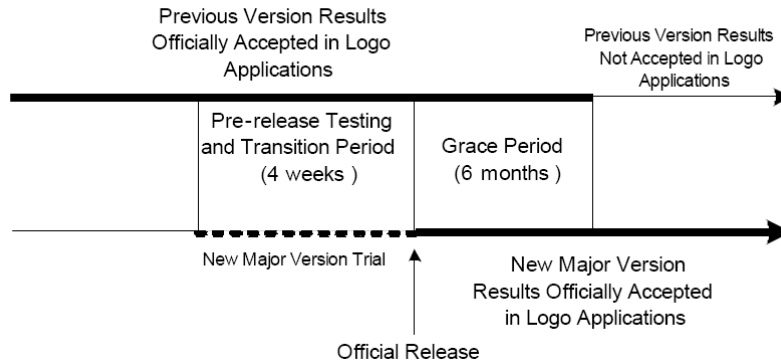 Previous Version Results
Officially Accepted in Logo
Applications
Previous Version Results
Not Accepted in Logo
Applications
Pre-release Testing
and Transition Period
(4 weeks )
Grace Period
(6 months )
New Major Version Trial
New Major Version
Results Officially Accepted
in Logo Applications
Official Release